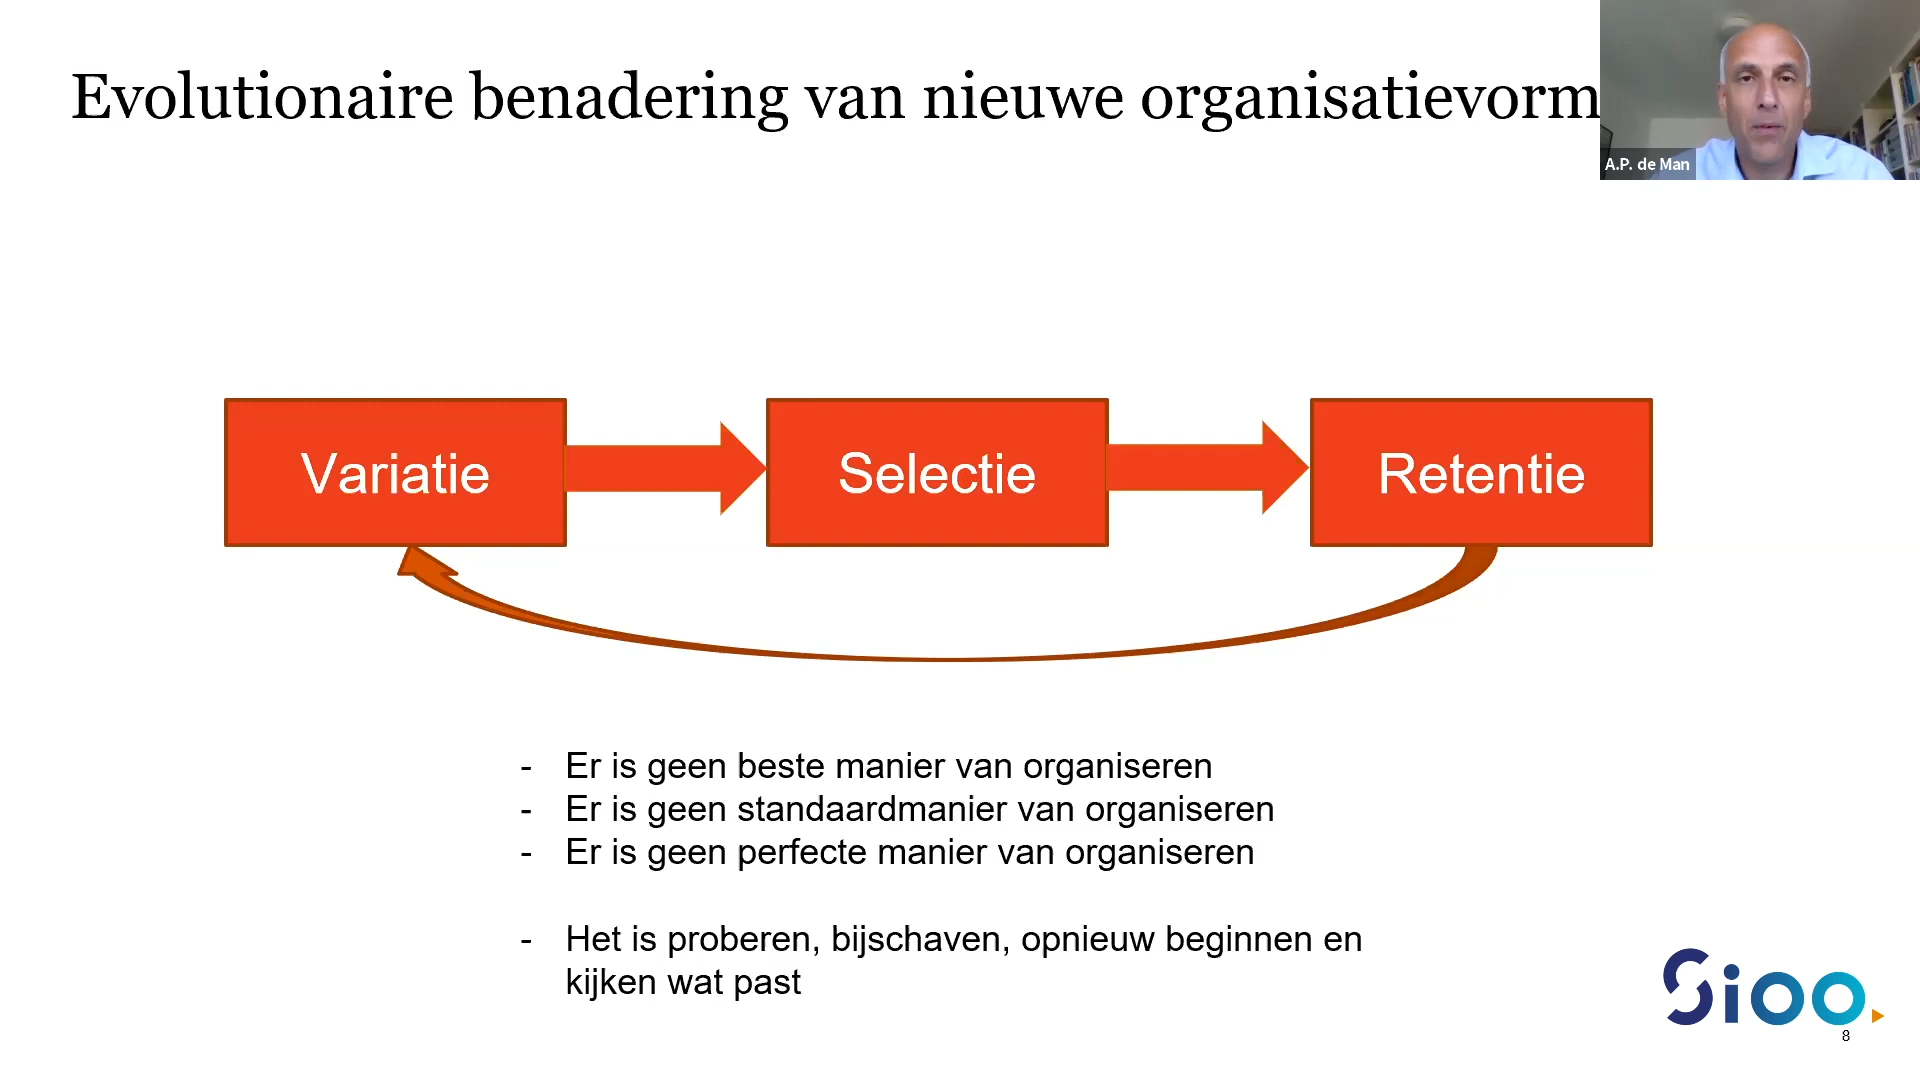 Evolutionaire benadering van nieuwe organisatievorm
A.P. de Man
Variatie
Selectie
Retentie
- Er is geen beste manier van organiseren
- Er is geen standaardmanier van organiseren
- Er is geen perfecte manier van organiseren
- Het is proberen, bijschaven, opnieuw beginnen en
kijken wat past
Sioo
8